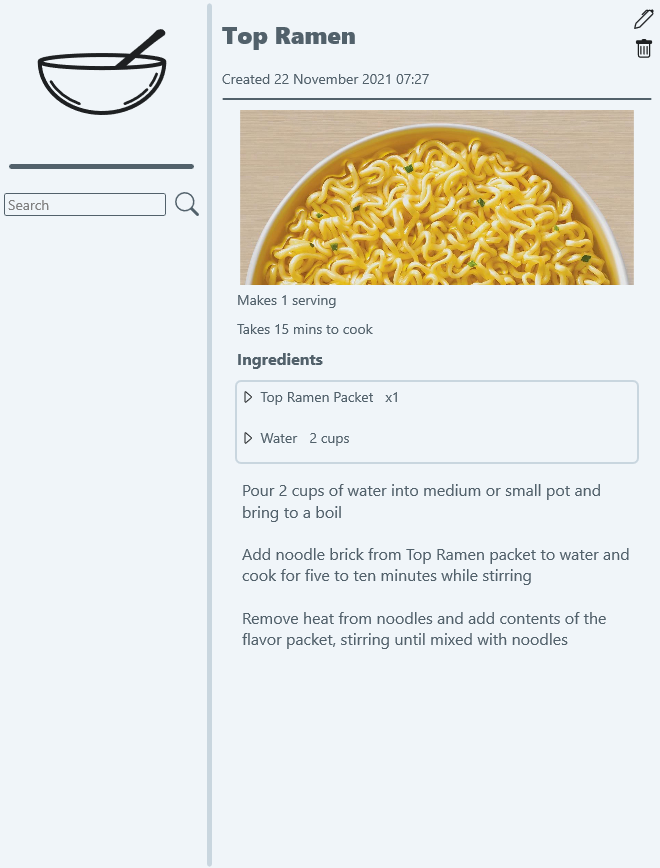 Top Ramen
Created 22 November 2021 07:27
Search
Makes 1 serving
Takes 15 mins to cook
Ingredients
Top Ramen Packet x1
Water 2 cups
Pour 2 cups of water into medium or small pot and
bring to a boil
Add noodle brick from Top Ramen packet to water and
cook for five to ten minutes while stirring
Remove heat from noodles and add contents of the
flavor packet, stirring until mixed with noodles